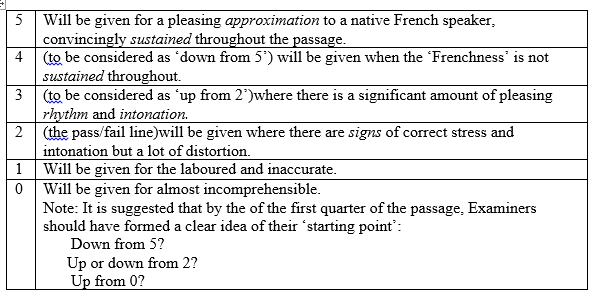 5 Will be given for a pleasing approximation to a native French speaker,
convincingly sustained throughout the passage.
4 (to be considered as ‘down from 5’) will be given when the ‘Frenchness’ is not
sustained throughout.
3 (to be considered as ‘up from 2’)where there is a significant amount of pleasing
rhythm and intonation.
2 (the pass/fail line)will be given where there are signs of correct stress and
intonation but a lot of distortion.
1 Will be given for the laboured and inaccurate.
0 Will be given for almost incomprehensible.
Note: It is suggested that by the of the first quarter of the passage, Examiners
should have formed a clear idea of their ‘starting point’:
Down from 5?
Up or down from 2?
Up from 0?